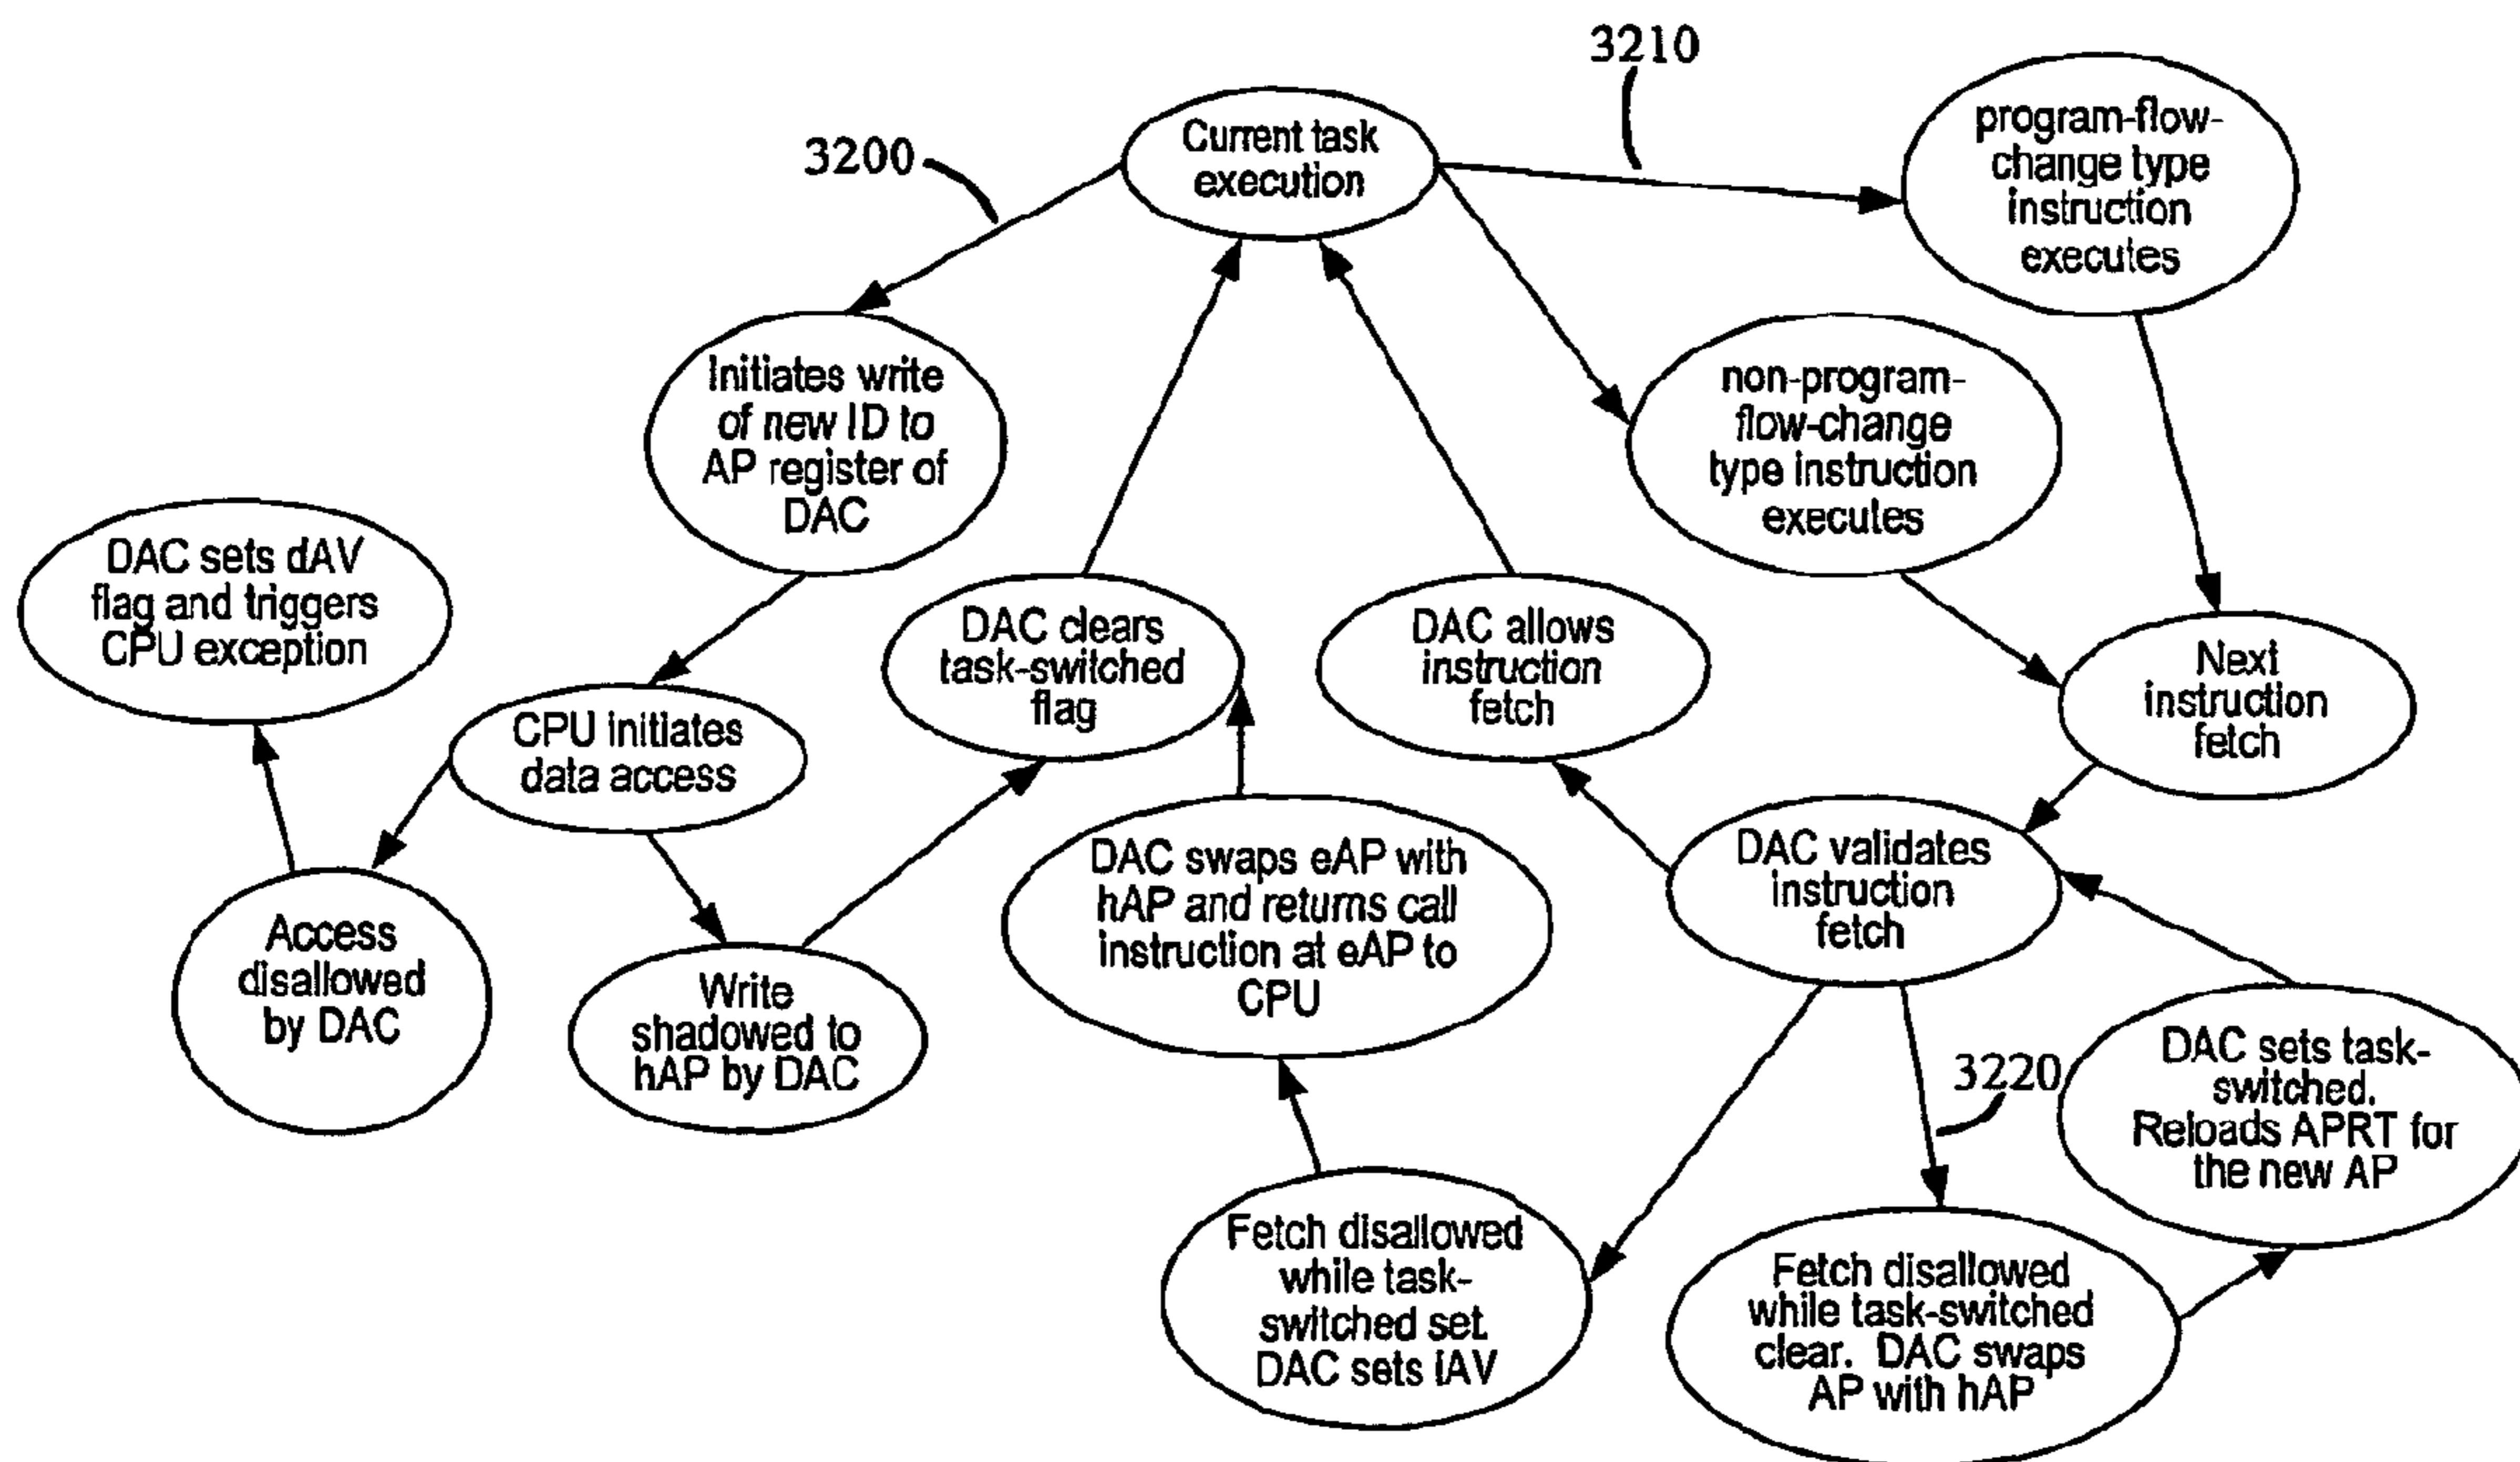 3210
3200
Current task
execution
program-flow-
change type
instruction
executes
Initiates write
of new ID to
AP register of
DAC
non-program-
flow-change
type instruction
executes
DAC sets dAV
flag and triggers
CPU exception
DAC clears
task-switched
flag
DAC allows
instruction
fetch
Next
instruction
fetch
CPU initiates
data access
DAC swaps eAP with
hAP and returns call
instruction at eAP to
CPU
DAC validates
instruction
fetch
Access
disallowed
by DAC
Write
shadowed to
hAP by DAC
3220
DAC sets task-
switched.
Reloads APRT for
the new AP
Fetch disallowed
while task-
switched set.
DAC sets iAV
Fetch disallowed
while task-switched
clear. DAC swaps
AP with hAP